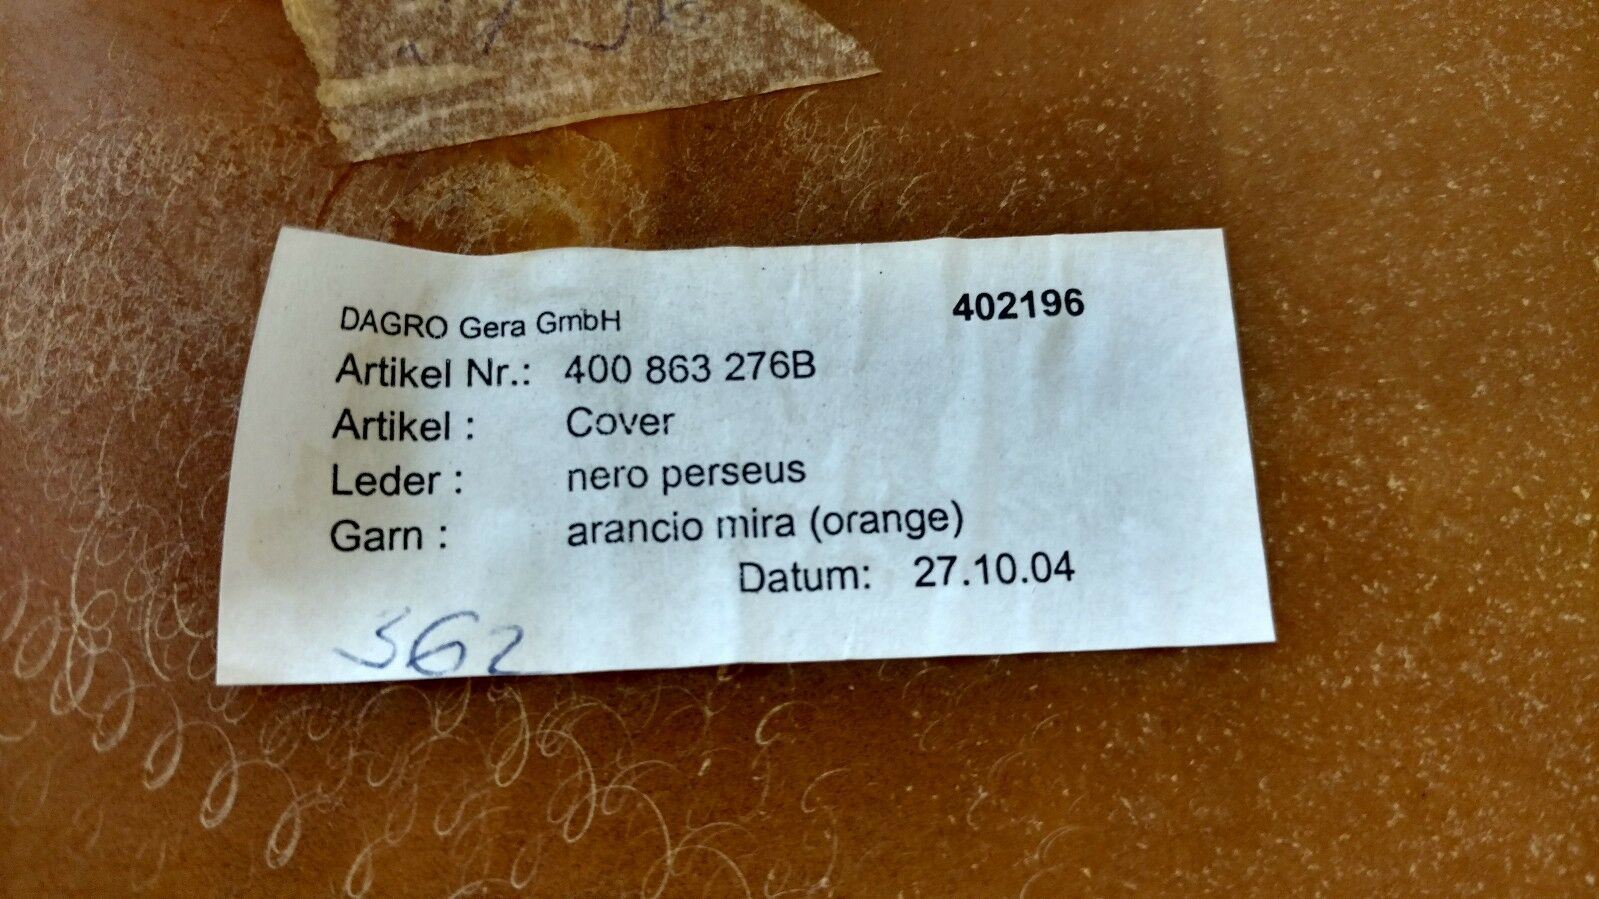 DAGRO Gera GmbH 402196
Artikel Nr.: 400 863 276B
Artikel : Cover
Leder : nero perseus
Garn : arancio mira (orange)
Datum: 27.10.04
362